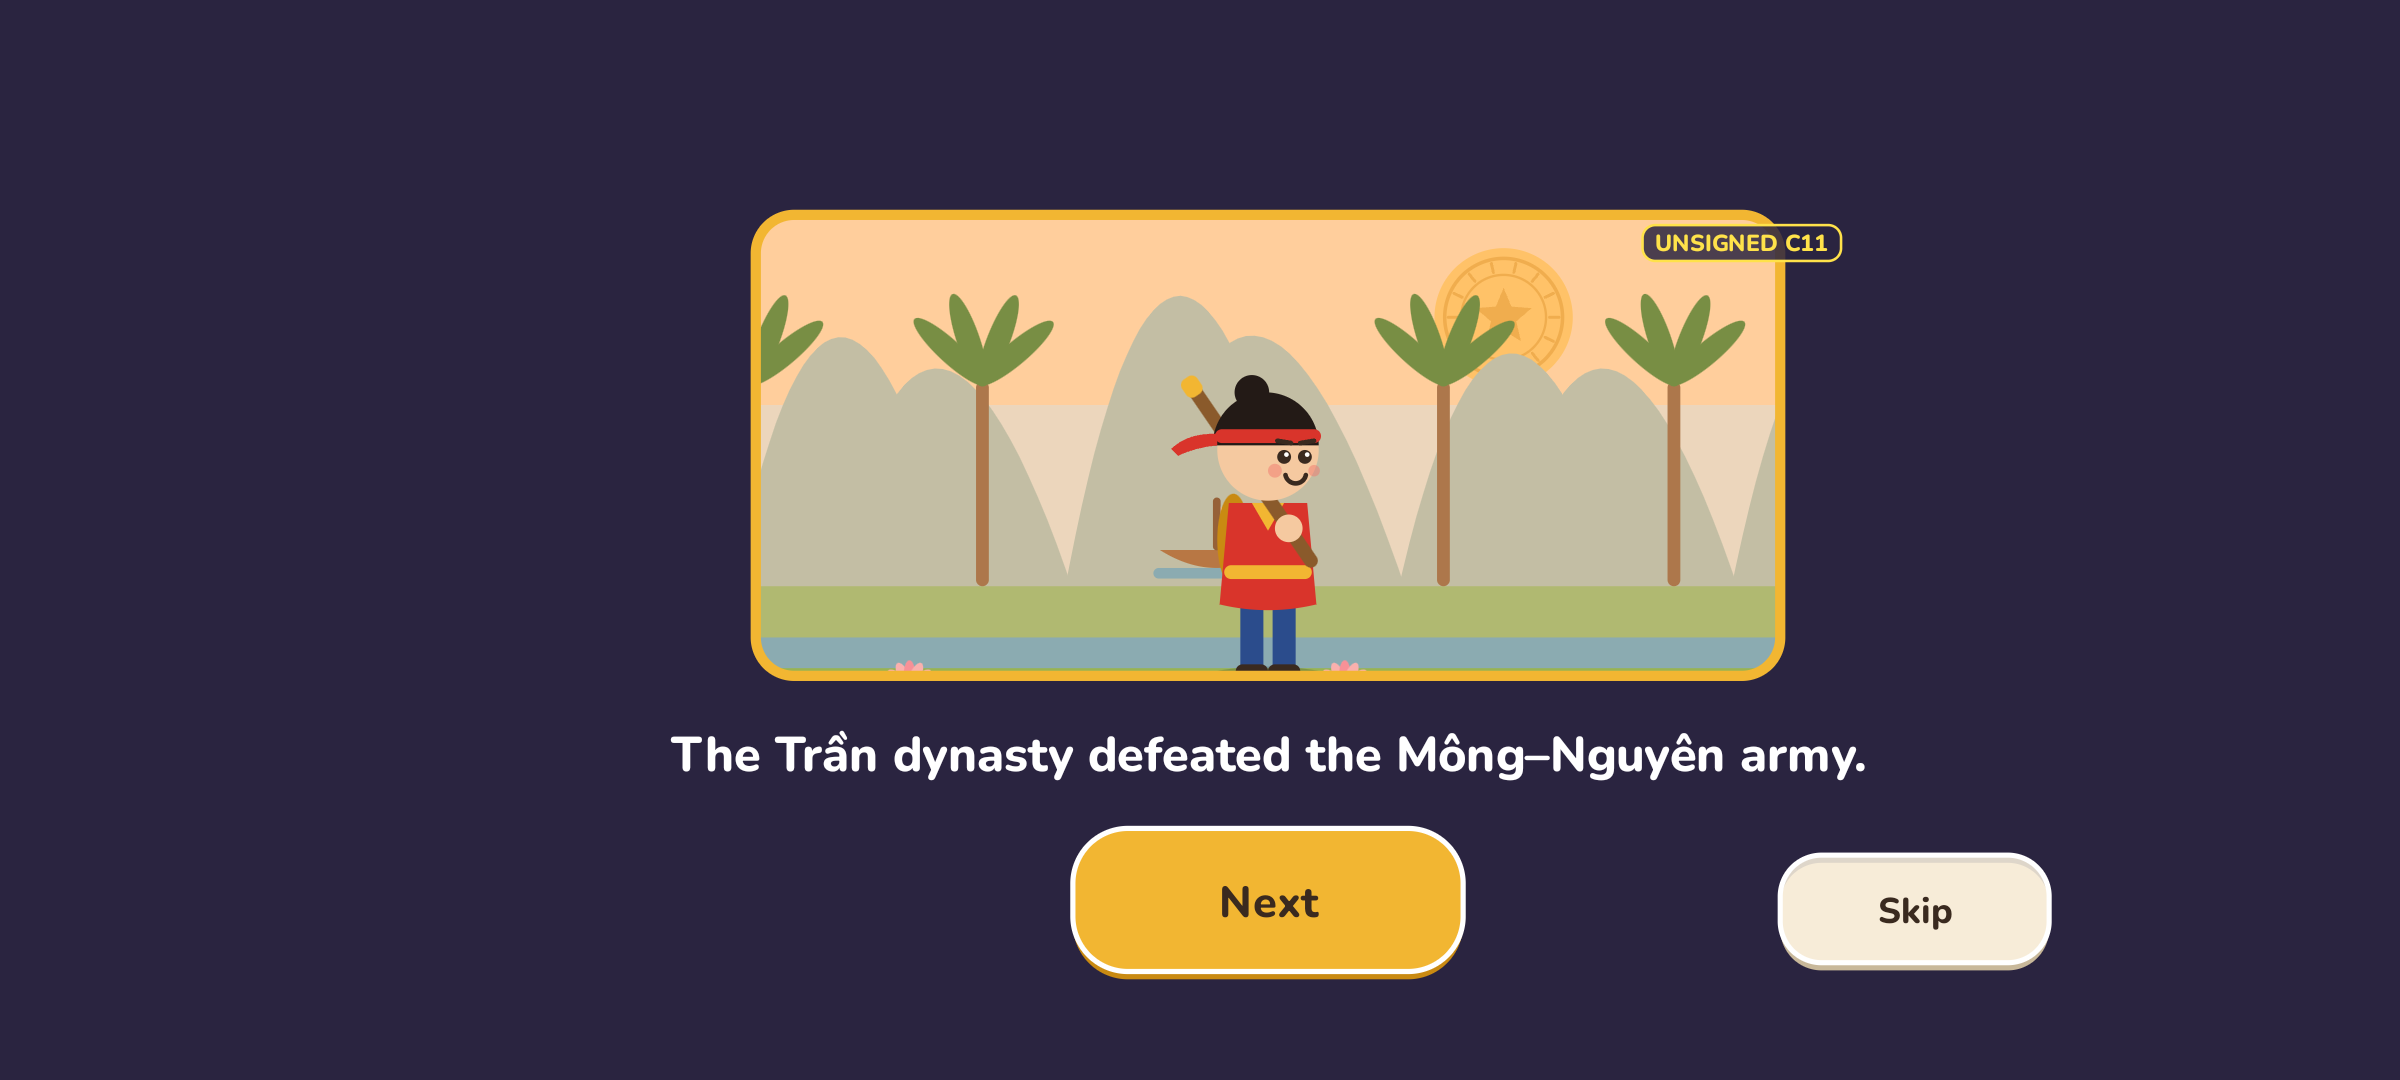 UNSIGNED C11
The Trần dynasty defeated the Mông–Nguyên army.
Next
Skip